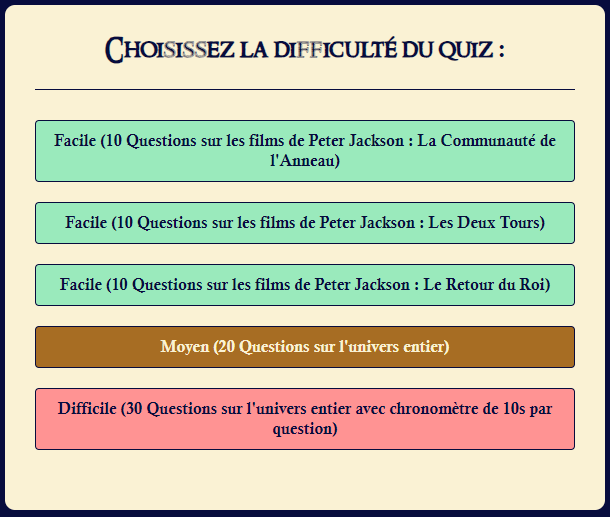 Choisissez la difficulté du quiz :
Facile (10 Questions sur les films de Peter Jackson : La Communauté de
l'Anneau)
Facile (10 Questions sur les films de Peter Jackson : Les Deux Tours)
Facile (10 Questions sur les films de Peter Jackson : Le Retour du Roi)
Moyen (20 Questions sur l'univers entier)
Difficile (30 Questions sur l'univers entier avec chronomètre de 10s par
question)